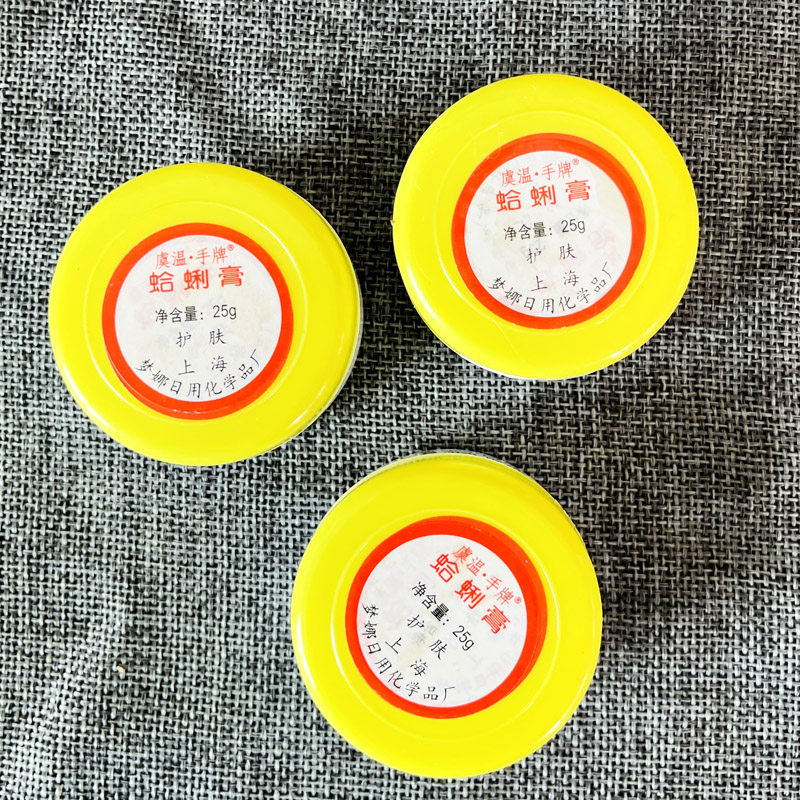 虞温·手牌®
蛤蜊膏
净含量：25g
护肤
上海
梦娜日用化学品厂
虞温·手牌®
蛤蜊膏
净含量：25g
护肤
上海
梦娜日用化学品厂
虞温·手牌®
蛤蜊膏
净含量：25g
护肤
上海
梦娜日用化学品厂